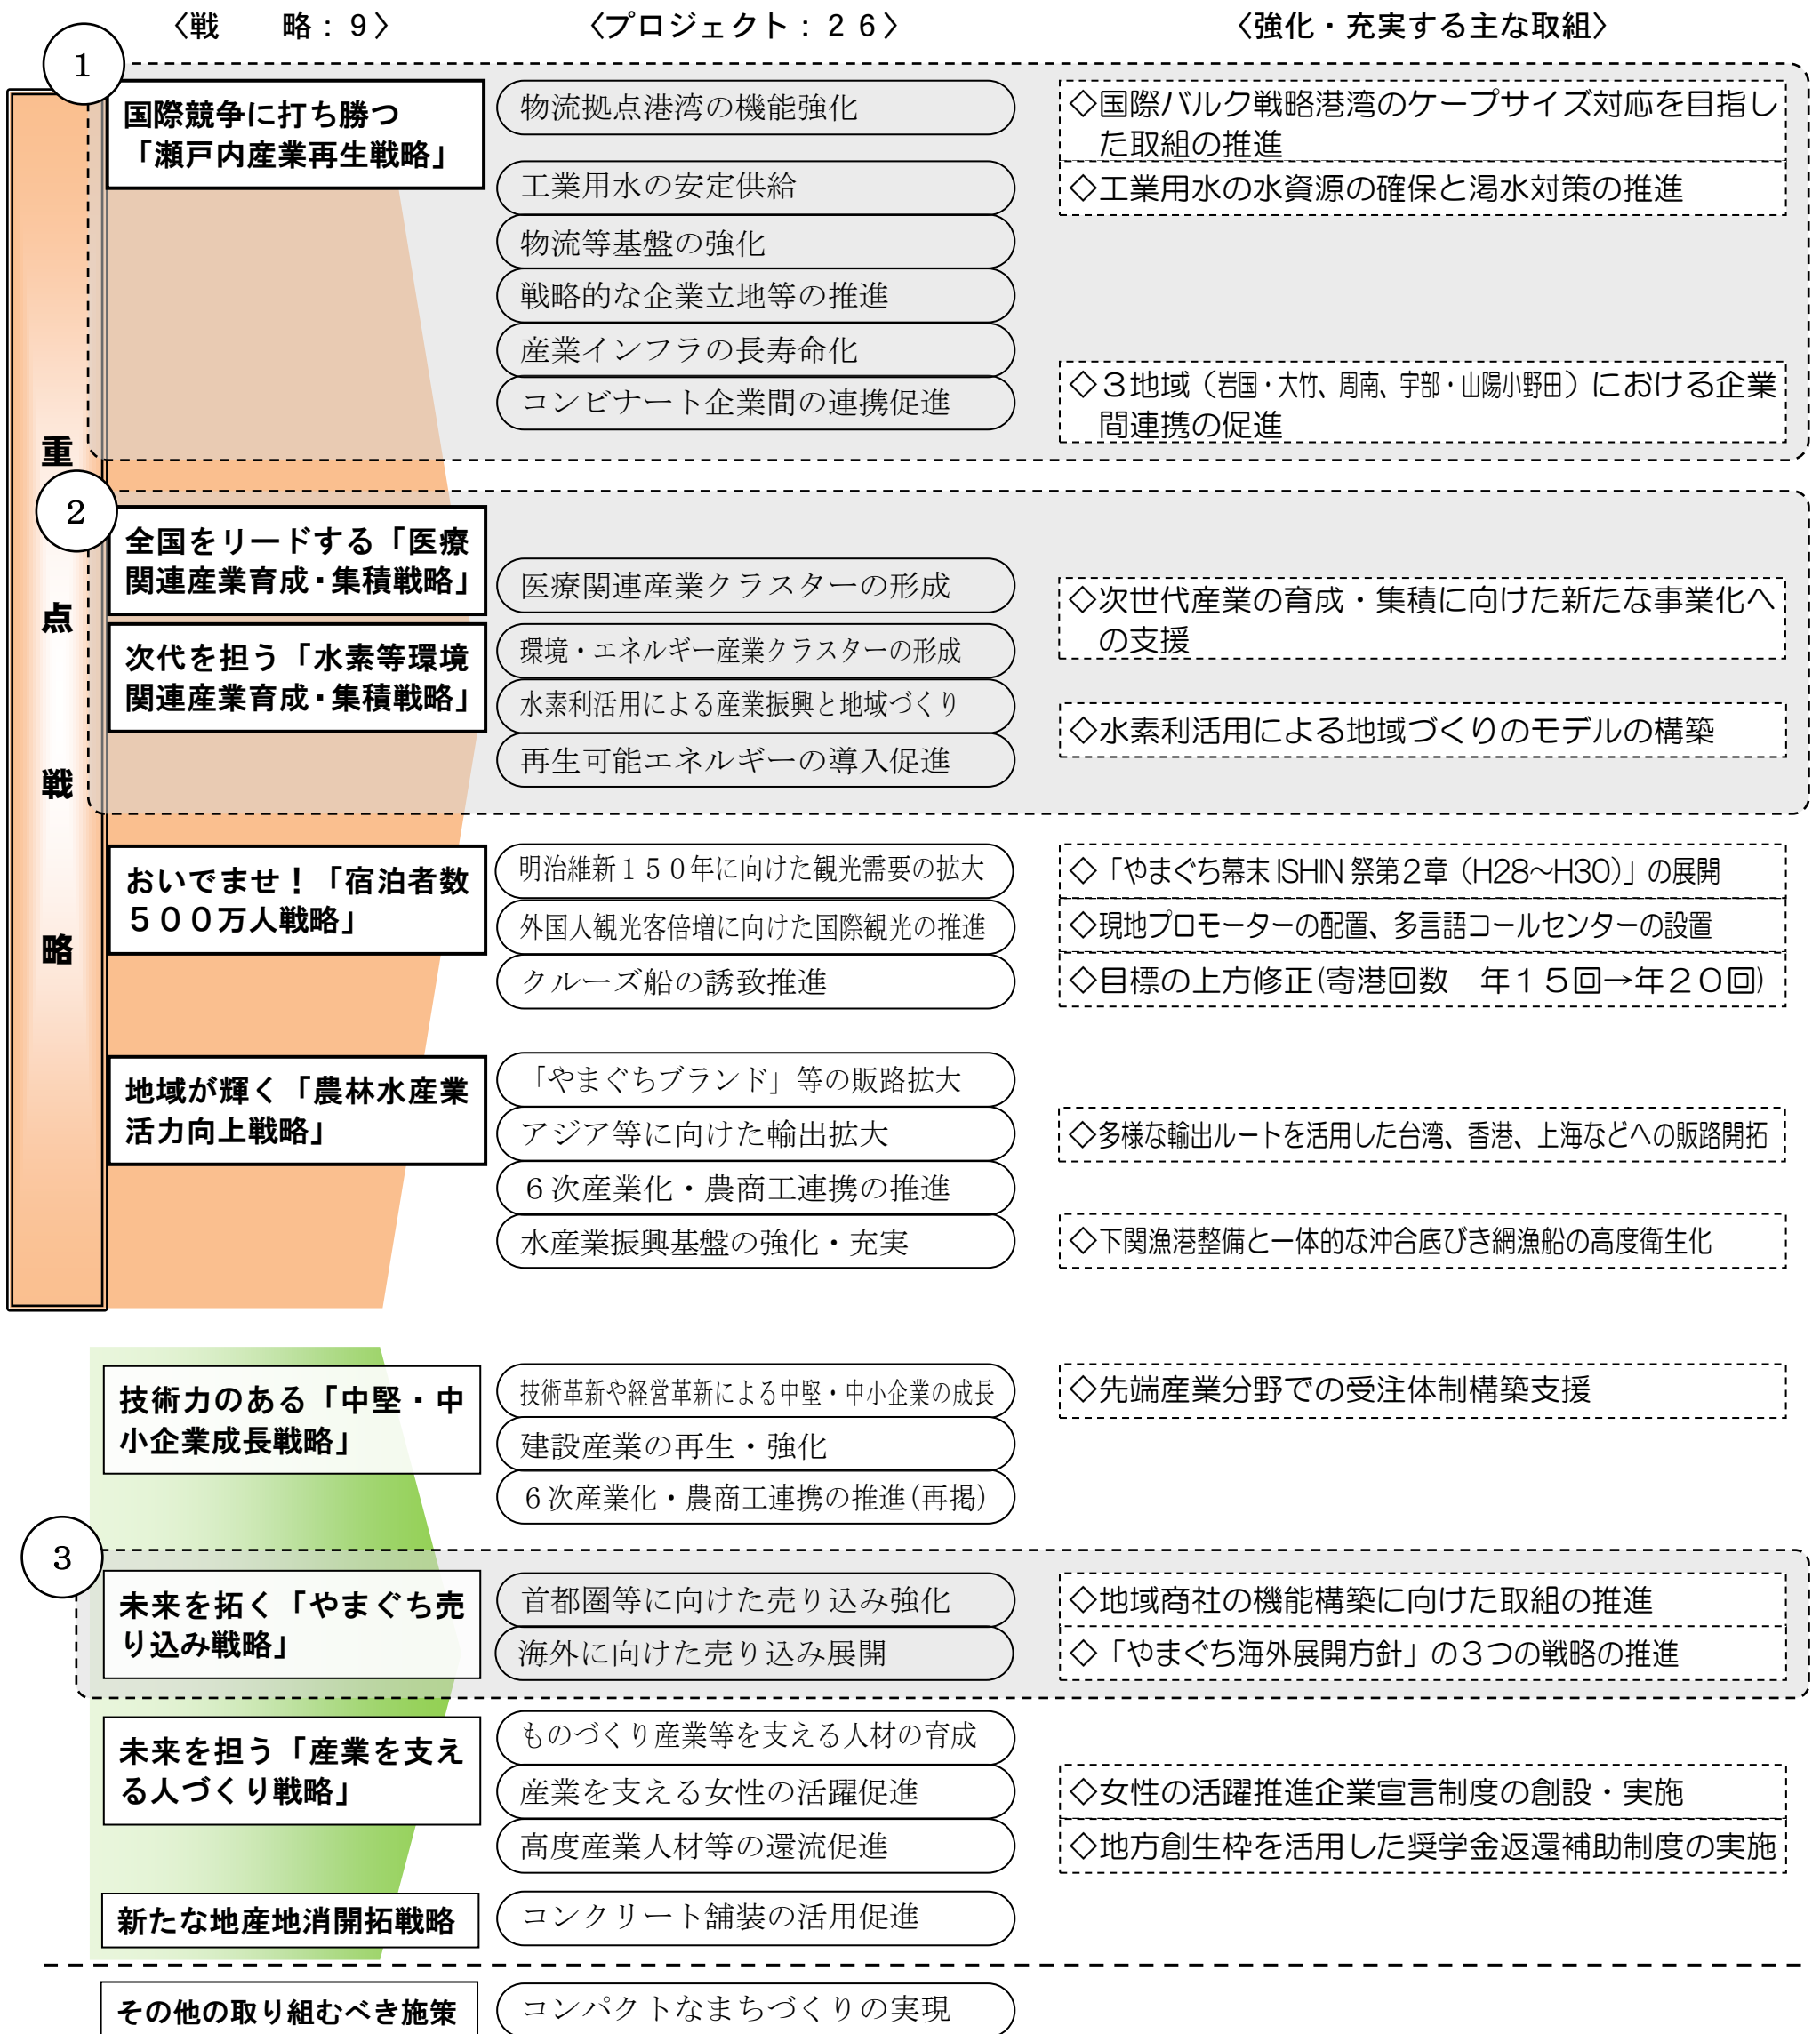 〈戦　略：９〉
〈プロジェクト：２６〉
〈強化・充実する主な取組〉
重点戦略
1
国際競争に打ち勝つ
「瀬戸内産業再生戦略」
物流拠点港湾の機能強化
◇国際バルク戦略港湾のケープサイズ対応を目指し
た取組の推進
工業用水の安定供給
◇工業用水の水資源の確保と渇水対策の推進
物流等基盤の強化
戦略的な企業立地等の推進
産業インフラの長寿命化
コンビナート企業間の連携促進
◇３地域（岩国・大竹、周南、宇部・山陽小野田）における企業
間連携の促進
2
全国をリードする「医療
関連産業育成・集積戦略」
医療関連産業クラスターの形成
◇次世代産業の育成・集積に向けた新たな事業化へ
の支援
次代を担う「水素等環境
関連産業育成・集積戦略」
環境・エネルギー産業クラスターの形成
水素利活用による産業振興と地域づくり
◇水素利活用による地域づくりのモデルの構築
再生可能エネルギーの導入促進
おいでませ！「宿泊者数
５００万人戦略」
明治維新１５０年に向けた観光需要の拡大
◇「やまぐち幕末 ISHIN 祭第２章（H28～H30）」の展開
外国人観光客倍増に向けた国際観光の推進
◇現地プロモーターの配置、多言語コールセンターの設置
クルーズ船の誘致推進
◇目標の上方修正(寄港回数　年１５回→年２０回)
地域が輝く「農林水産業
活力向上戦略」
「やまぐちブランド」等の販路拡大
アジア等に向けた輸出拡大
◇多様な輸出ルートを活用した台湾、香港、上海などへの販路開拓
６次産業化・農商工連携の推進
水産業振興基盤の強化・充実
◇下関漁港整備と一体的な沖合底びき網漁船の高度衛生化
技術力のある「中堅・中
小企業成長戦略」
技術革新や経営革新による中堅・中小企業の成長
◇先端産業分野での受注体制構築支援
建設産業の再生・強化
６次産業化・農商工連携の推進(再掲)
3
未来を拓く「やまぐち売
り込み戦略」
首都圏等に向けた売り込み強化
◇地域商社の機能構築に向けた取組の推進
海外に向けた売り込み展開
◇「やまぐち海外展開方針」の３つの戦略の推進
未来を担う「産業を支え
る人づくり戦略」
ものづくり産業等を支える人材の育成
産業を支える女性の活躍促進
◇女性の活躍推進企業宣言制度の創設・実施
高度産業人材等の還流促進
◇地方創生枠を活用した奨学金返還補助制度の実施
新たな地産地消開拓戦略
コンクリート舗装の活用促進
その他の取り組むべき施策
コンパクトなまちづくりの実現